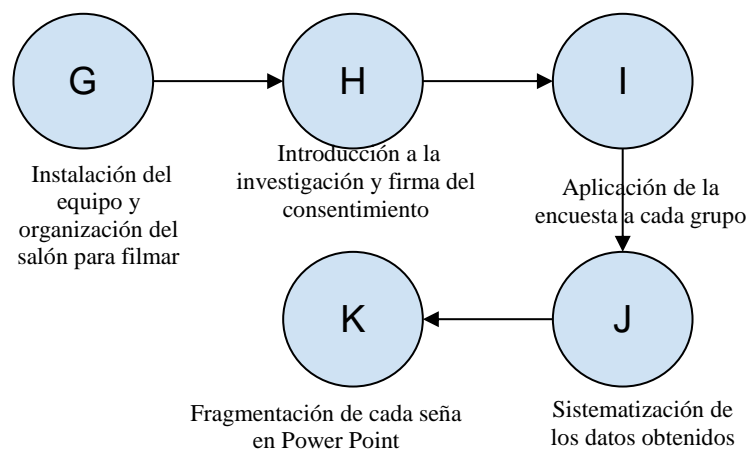 G
H
I
Instalación del
equipo y
organización del
salón para filmar
Introducción a la
investigación y firma del
consentimiento
Aplicación de la
encuesta a cada grupo
K
J
Fragmentación de cada seña
en Power Point
Sistematización de
los datos obtenidos